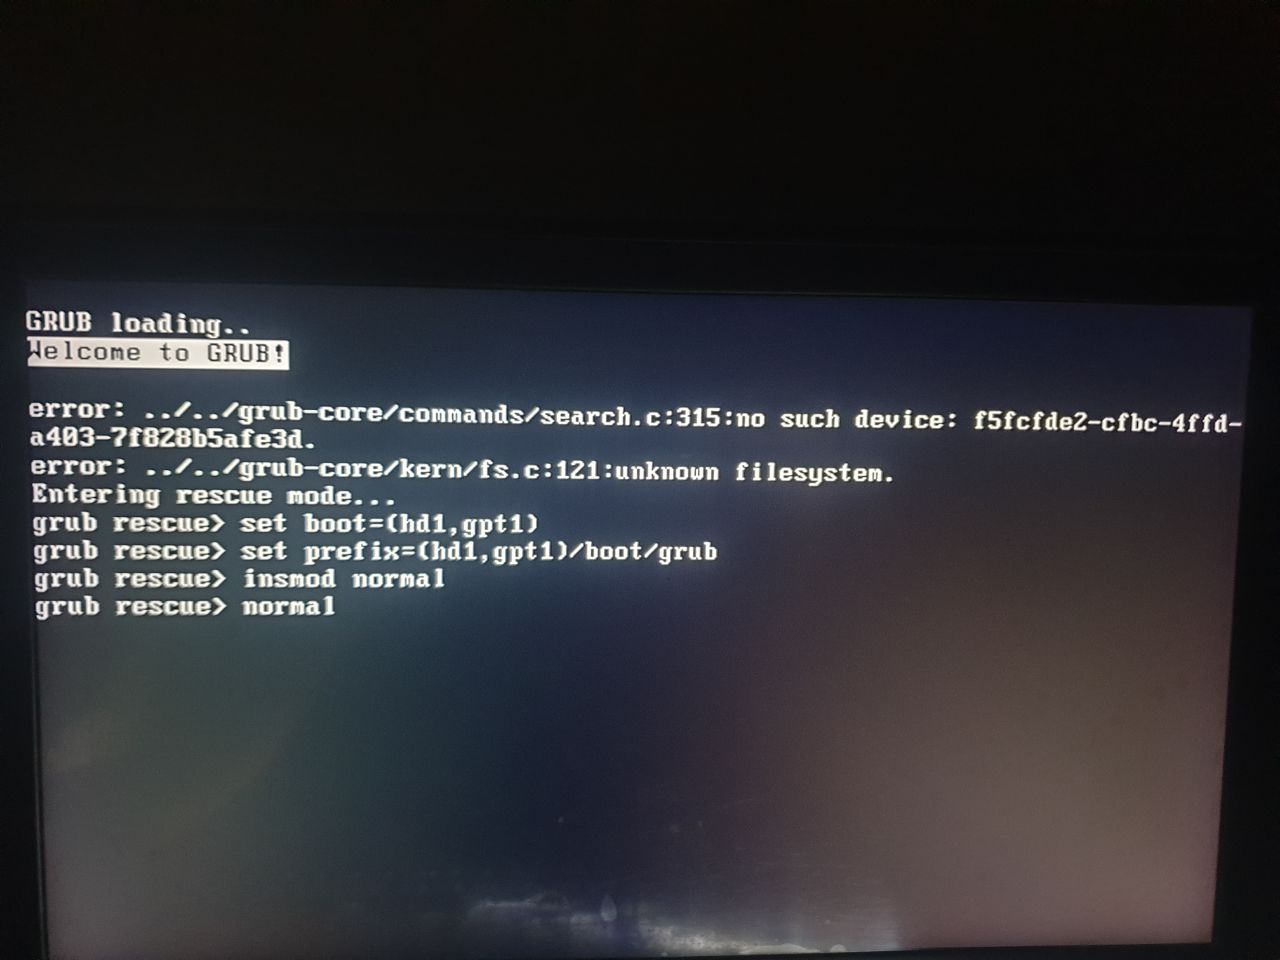 GRUB loading..
Welcome to GRUB!
error: ../../grub-core/commands/search.c:315:no such device: f5fcfde2-cfbc-4ffd-
a403-7f828b5afe3d.
error: ../../grub-core/kern/fs.c:121:unknown filesystem.
Entering rescue mode...
grub rescue> set boot=(hd1,gpt1)
grub rescue> set prefix=(hd1,gpt1)/boot/grub
grub rescue> insmod normal
grub rescue> normal